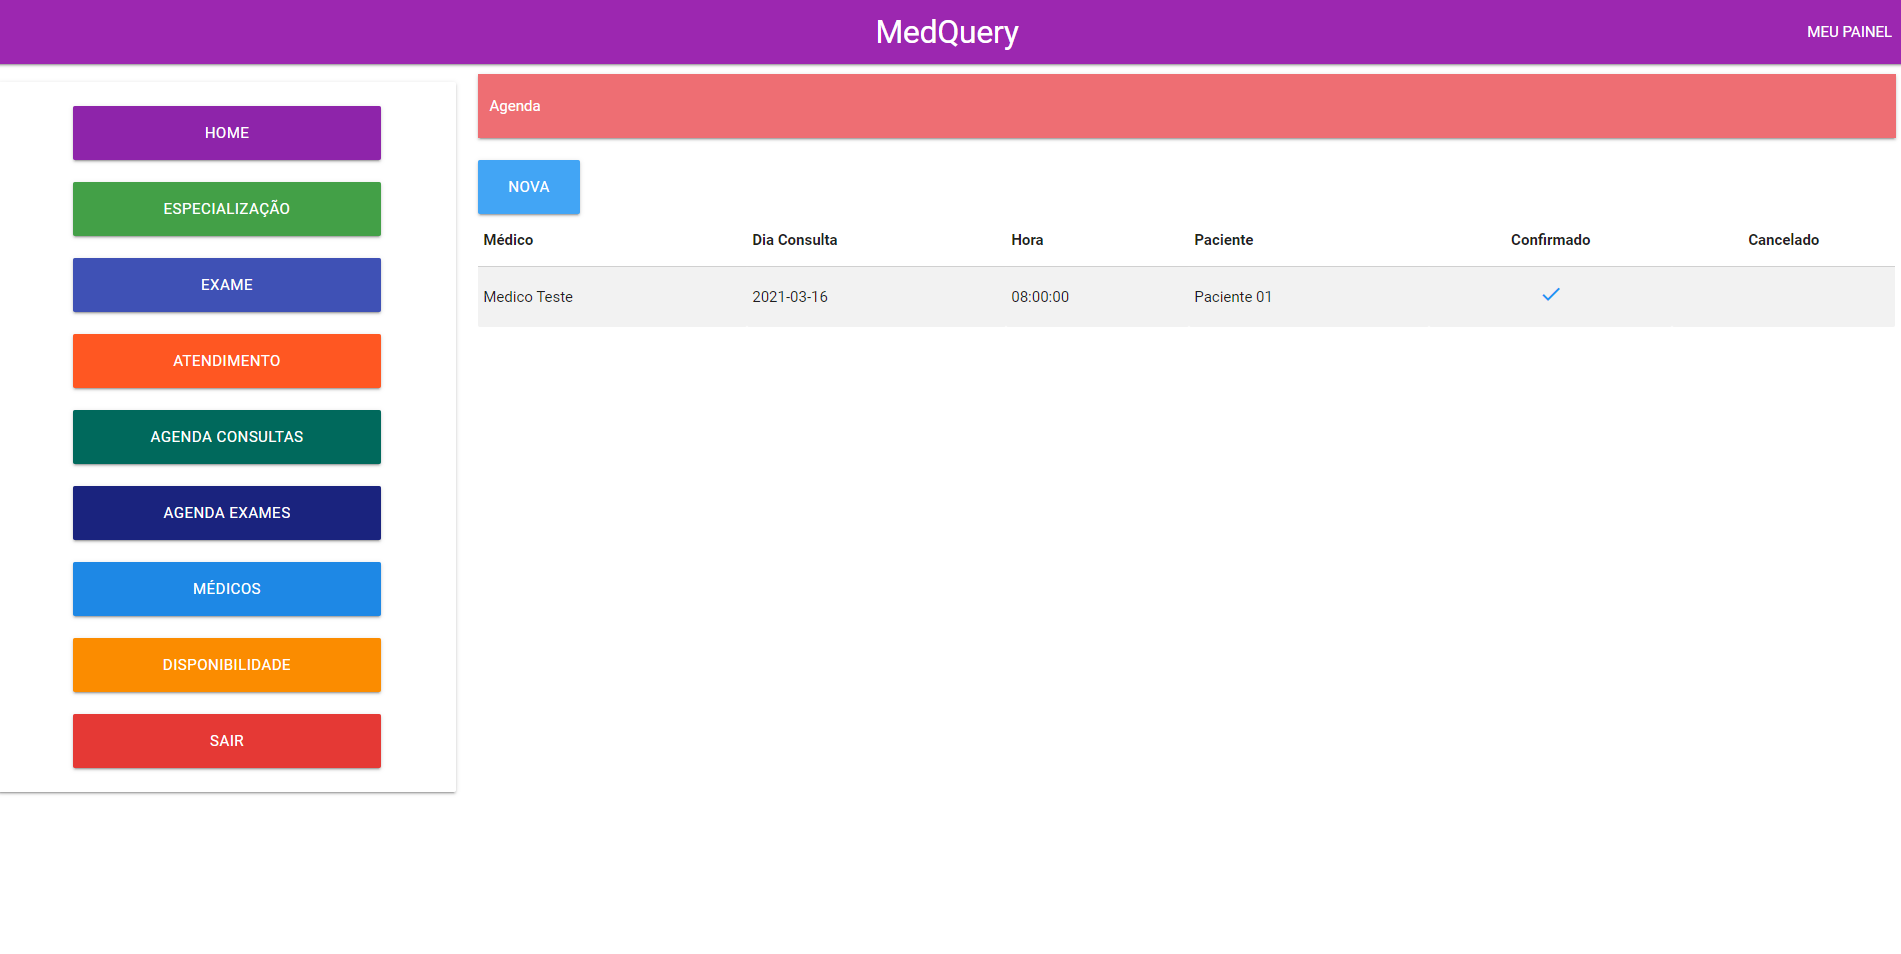 MedQuery
MEU PAINEL
HOME
ESPECIALIZAÇÃO
EXAME
ATENDIMENTO
AGENDA CONSULTAS
AGENDA EXAMES
MÉDICOS
DISPONIBILIDADE
SAIR
Agenda
NOVA
Médico Dia Consulta Hora Paciente Confirmado Cancelado
Medico Teste 2021-03-16 08:00:00 Paciente 01